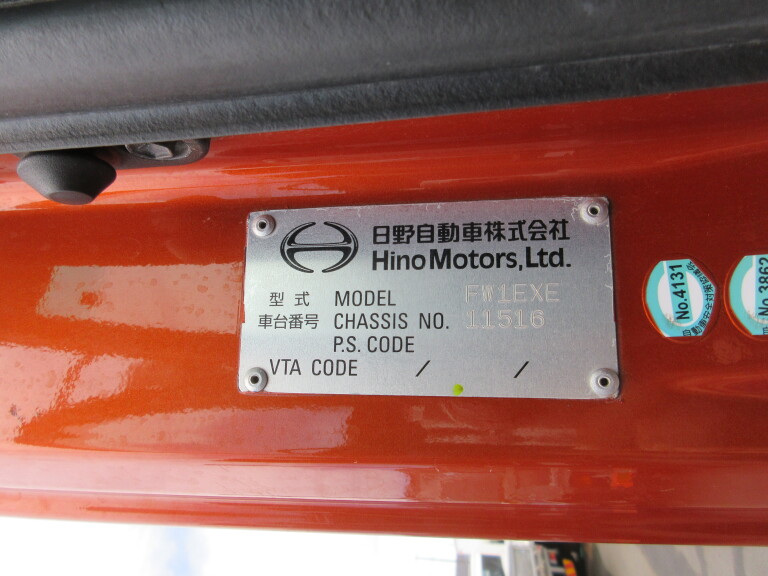 日野自動車株式会社
Hino Motors, Ltd.
型式 MODEL FW1EXE
車台番号 CHASSIS NO. 11516
P.S. CODE
VTA CODE / /
No.4131
No.3862